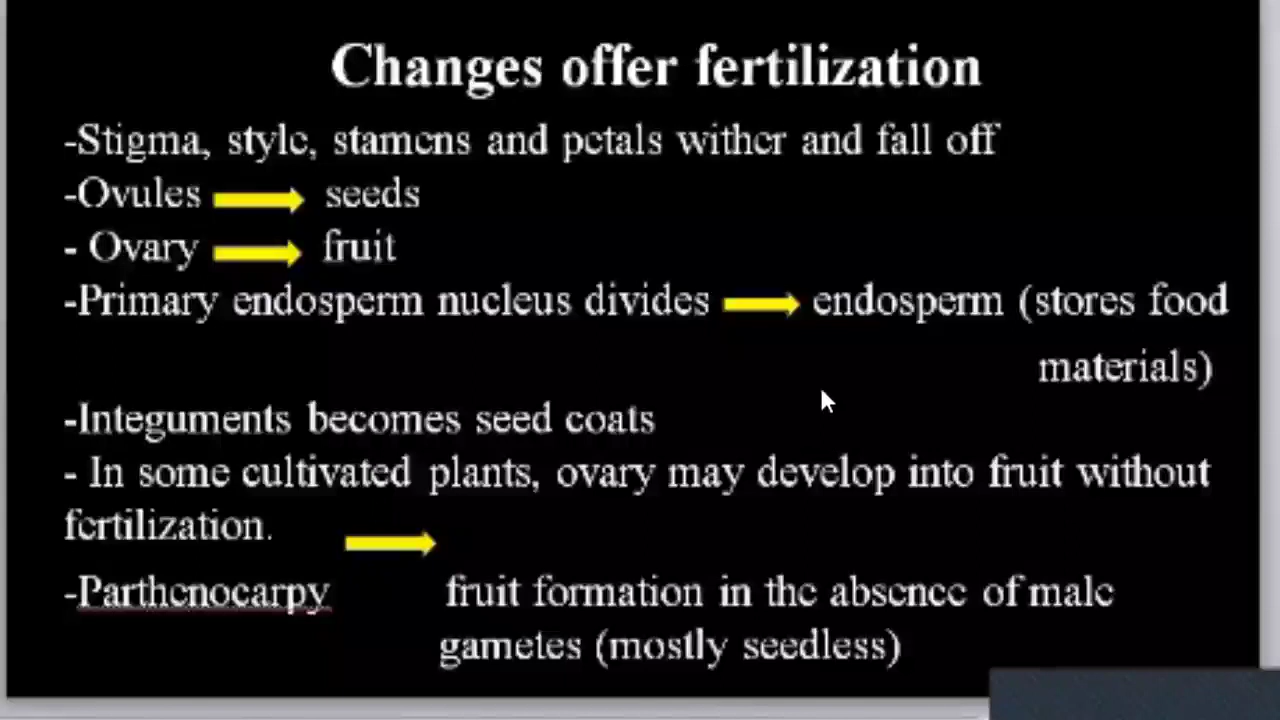 Changes offer fertilization
-Stigma, style, stamens and petals wither and fall off
-Ovules seeds
- Ovary fruit
-Primary endosperm nucleus divides endosperm (stores food
materials)
-Integuments becomes seed coats
- In some cultivated plants, ovary may develop into fruit without
fertilization.
-Parthenocarpy fruit formation in the absence of male
gametes (mostly seedless)